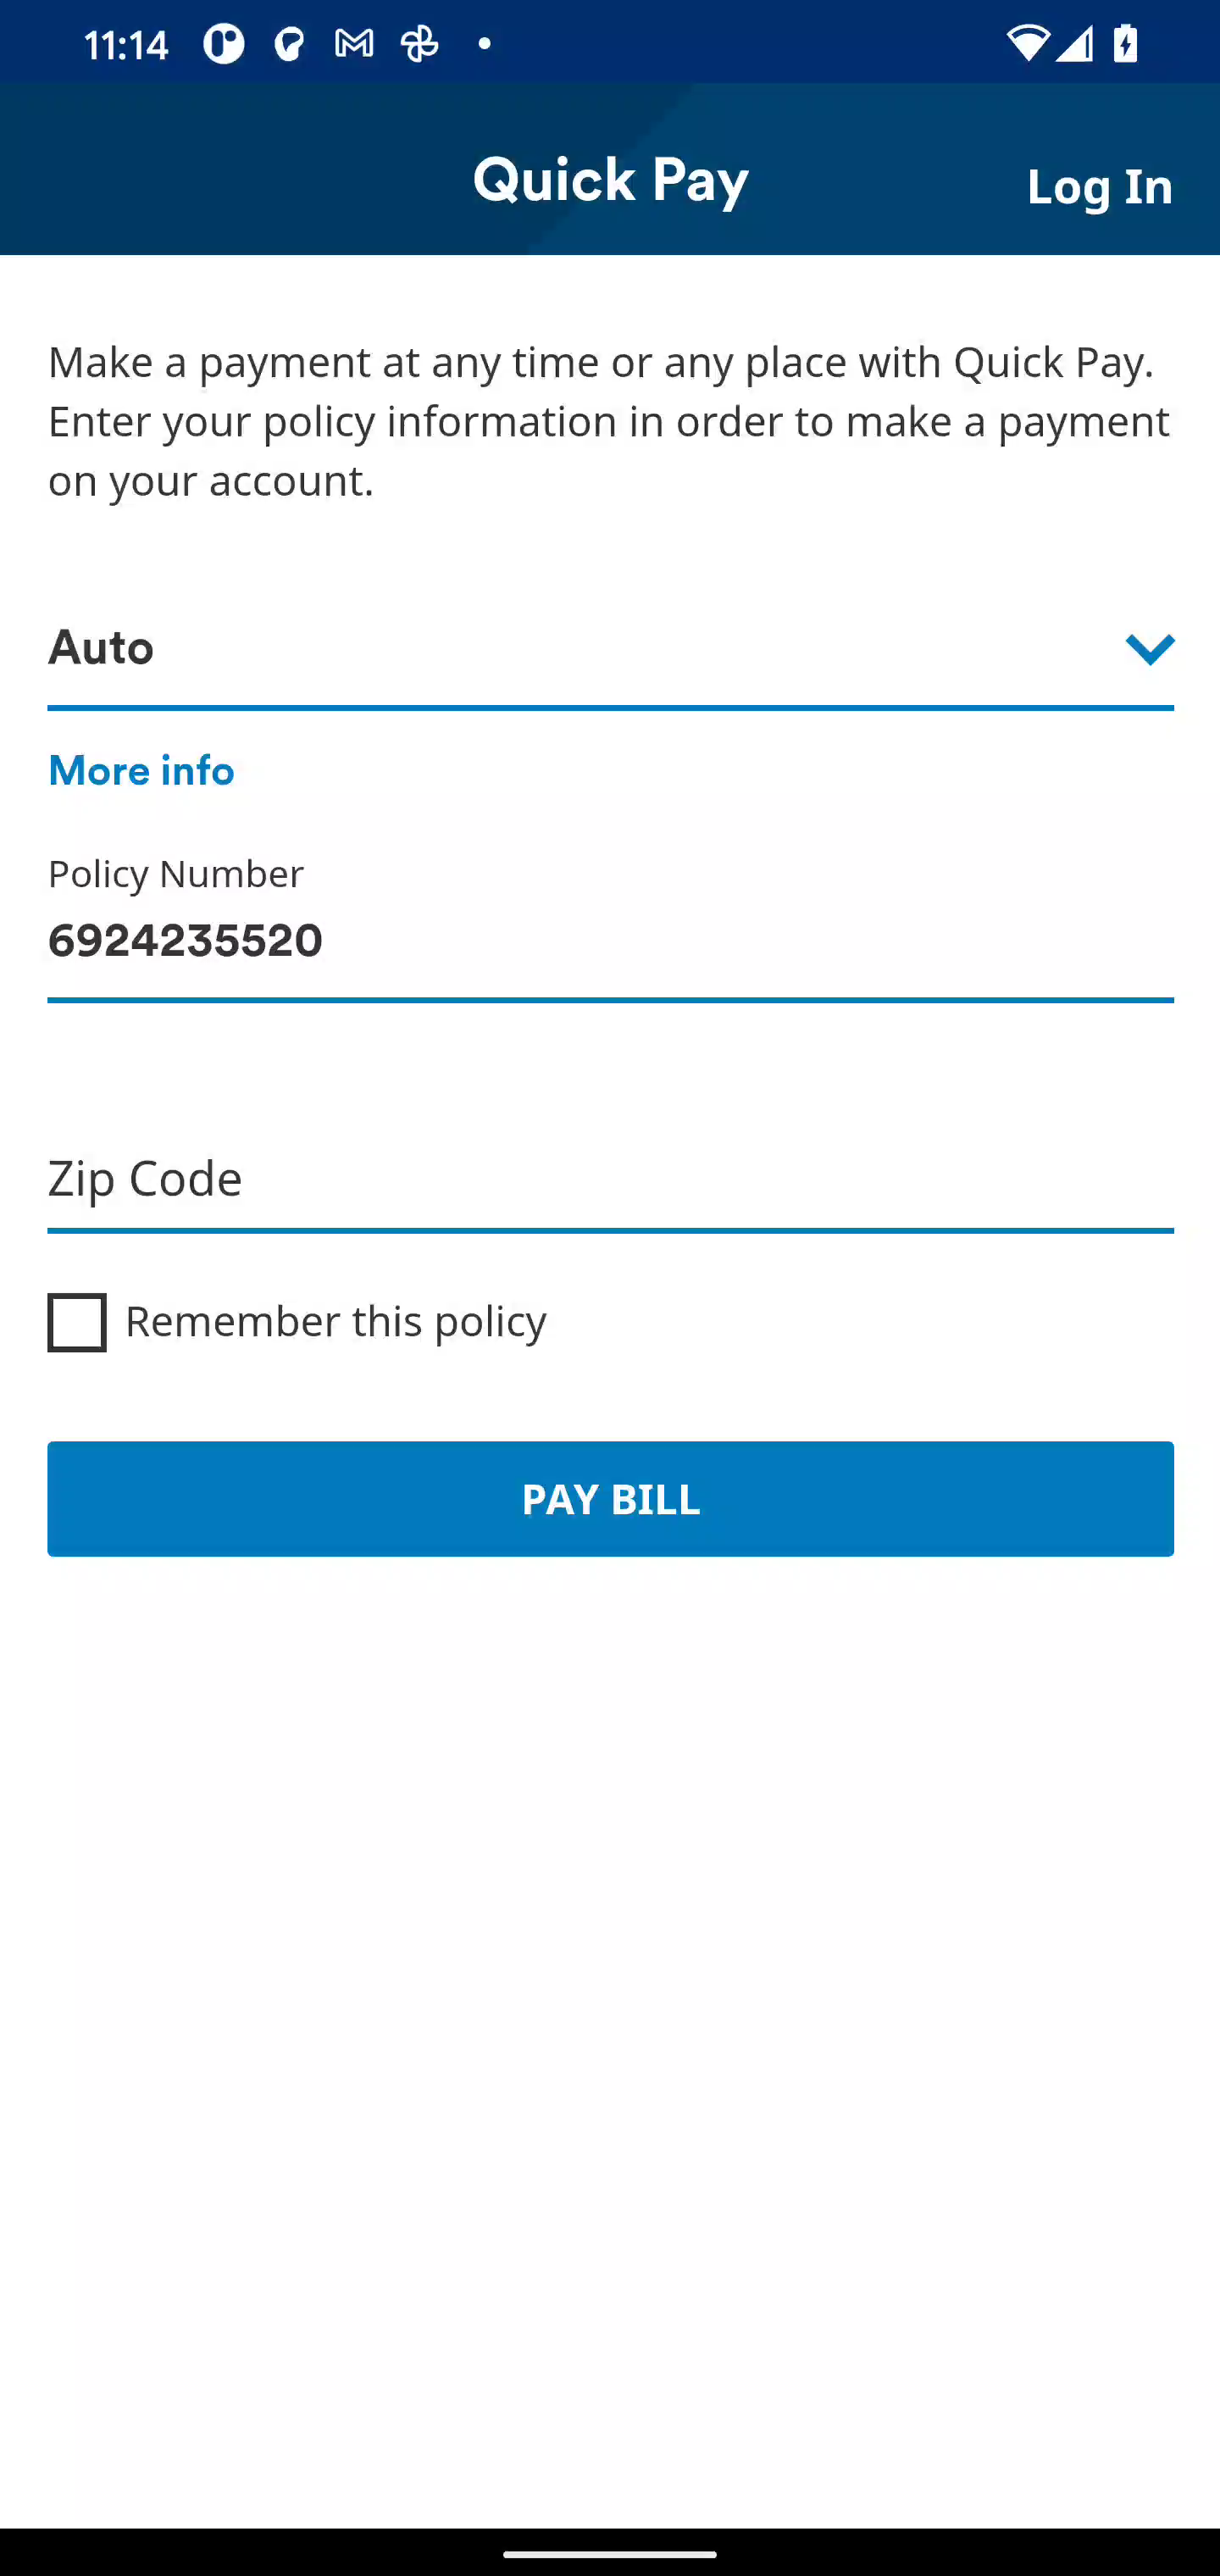 11:14
Quick Pay
Log In
Make a payment at any time or any place with Quick Pay.
Enter your policy information in order to make a payment
on your account.
Auto
More info
Policy Number
6924235520
Zip Code
Remember this policy
PAY BILL